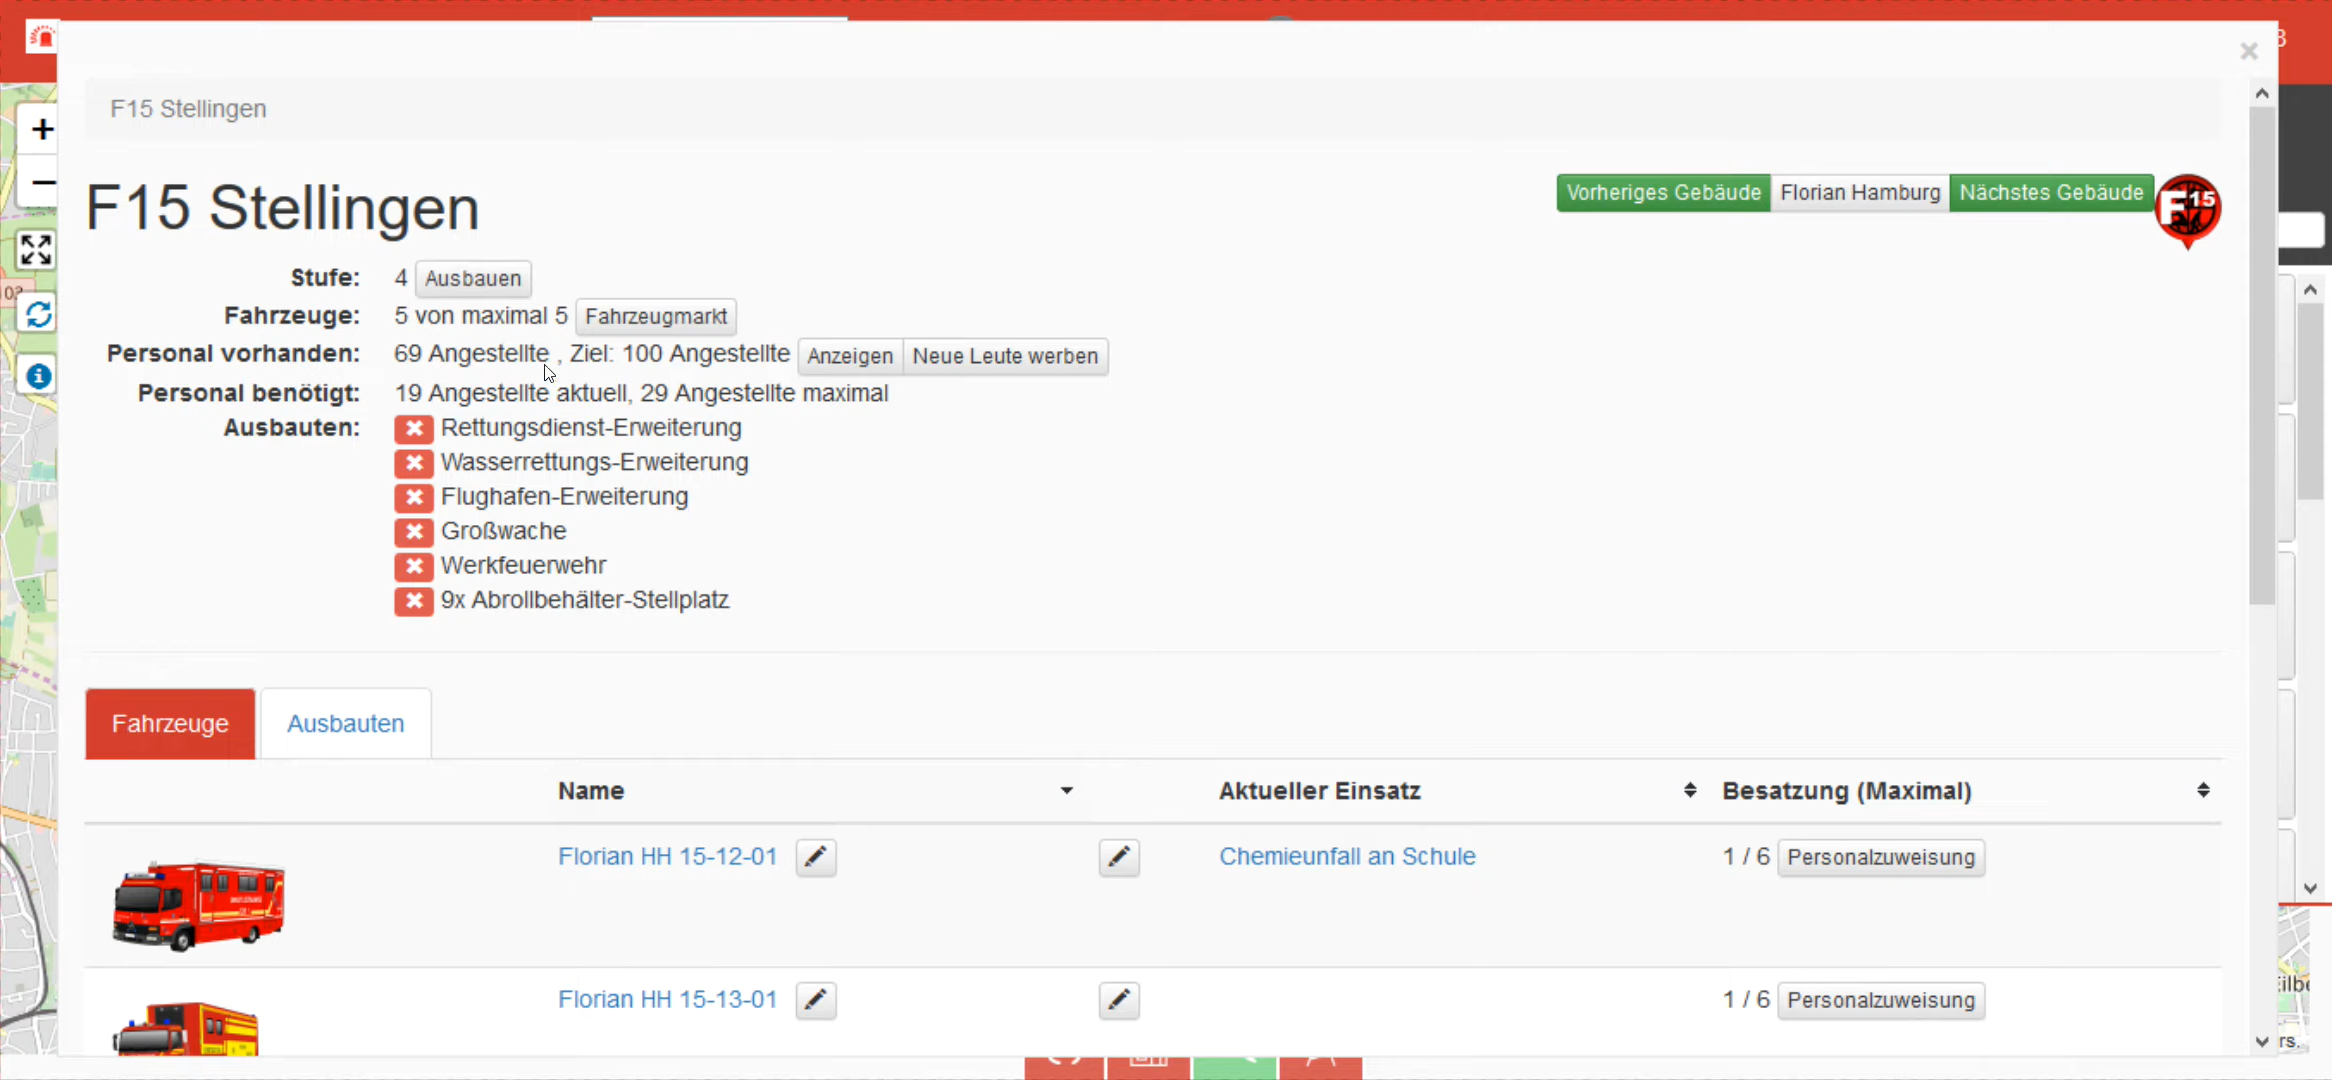 F15 Stellingen
F15 Stellingen
Vorheriges Gebäude Florian Hamburg Nächstes Gebäude
F15
Stufe: 4 Ausbauen
Fahrzeuge: 5 von maximal 5 Fahrzeugmarkt
Personal vorhanden: 69 Angestellte , Ziel: 100 Angestellte Anzeigen Neue Leute werben
Personal benötigt: 19 Angestellte aktuell, 29 Angestellte maximal
Ausbauten: Rettungsdienst-Erweiterung
Wasserrettungs-Erweiterung
Flughafen-Erweiterung
Großwache
Werkfeuerwehr
9x Abrollbehälter-Stellplatz
Fahrzeuge Ausbauten
Name Aktueller Einsatz Besatzung (Maximal)
Florian HH 15-12-01 Chemieunfall an Schule 1 / 6 Personalzuweisung
Florian HH 15-13-01 1 / 6 Personalzuweisung